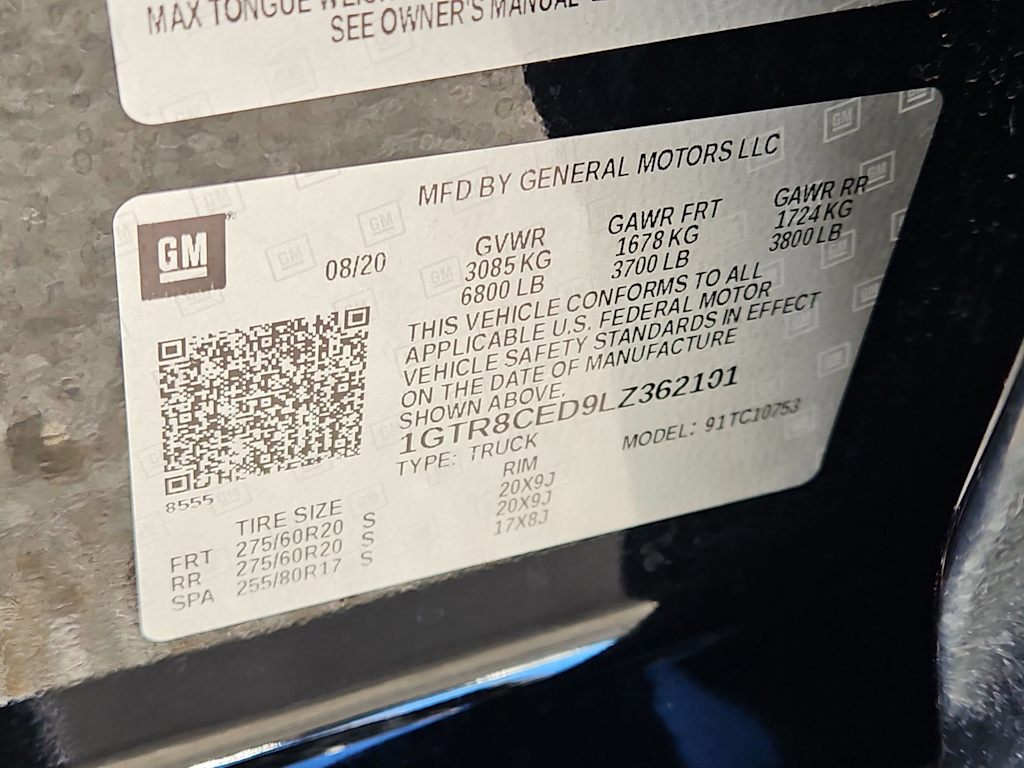 MAX TONGUE WEIGHT
SEE OWNER'S MANUAL
MFD BY GENERAL MOTORS LLC
GM
08/20
GVWR
3085 KG
6800 LB
GAWR FRT
1678 KG
3700 LB
GAWR RR
1724 KG
3800 LB
THIS VEHICLE CONFORMS TO ALL
APPLICABLE U.S. FEDERAL MOTOR
VEHICLE SAFETY STANDARDS IN EFFECT
ON THE DATE OF MANUFACTURE
SHOWN ABOVE.
1GTR8CED9LZ362101
TYPE: TRUCK
MODEL: 91TC10753
8555
TIRE SIZE RIM
FRT 275/60R20 S 20X9J
RR 275/60R20 S 20X9J
SPA 255/80R17 S 17X8J